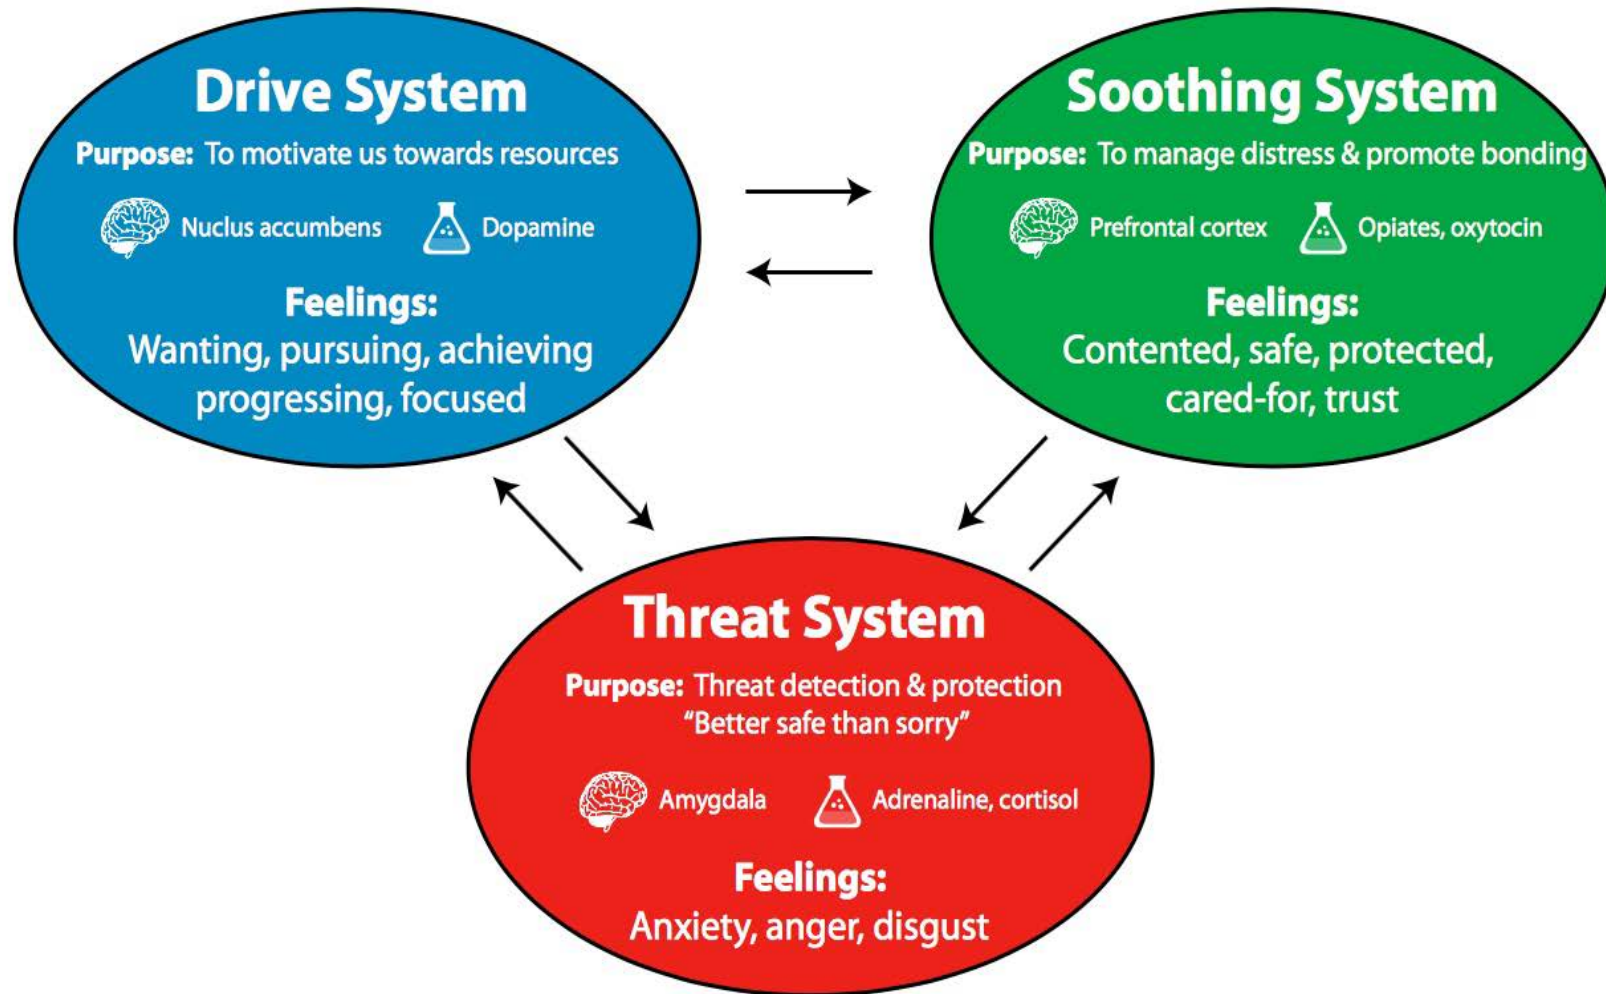 Drive System
Purpose: To motivate us towards resources
Nuclus accumbens
Dopamine
Feelings:
Wanting, pursuing, achieving
progressing, focused
Soothing System
Purpose: To manage distress & promote bonding
Prefrontal cortex
Opiates, oxytocin
Feelings:
Contented, safe, protected,
cared-for, trust
Threat System
Purpose: Threat detection & protection
“Better safe than sorry”
Amygdala
Adrenaline, cortisol
Feelings:
Anxiety, anger, disgust